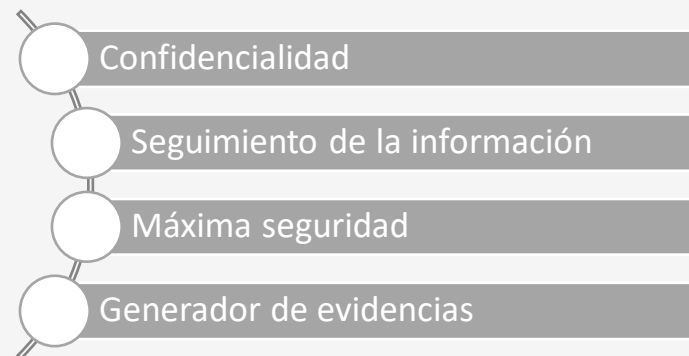 Confidencialidad
Seguimiento de la información
Máxima seguridad
Generador de evidencias